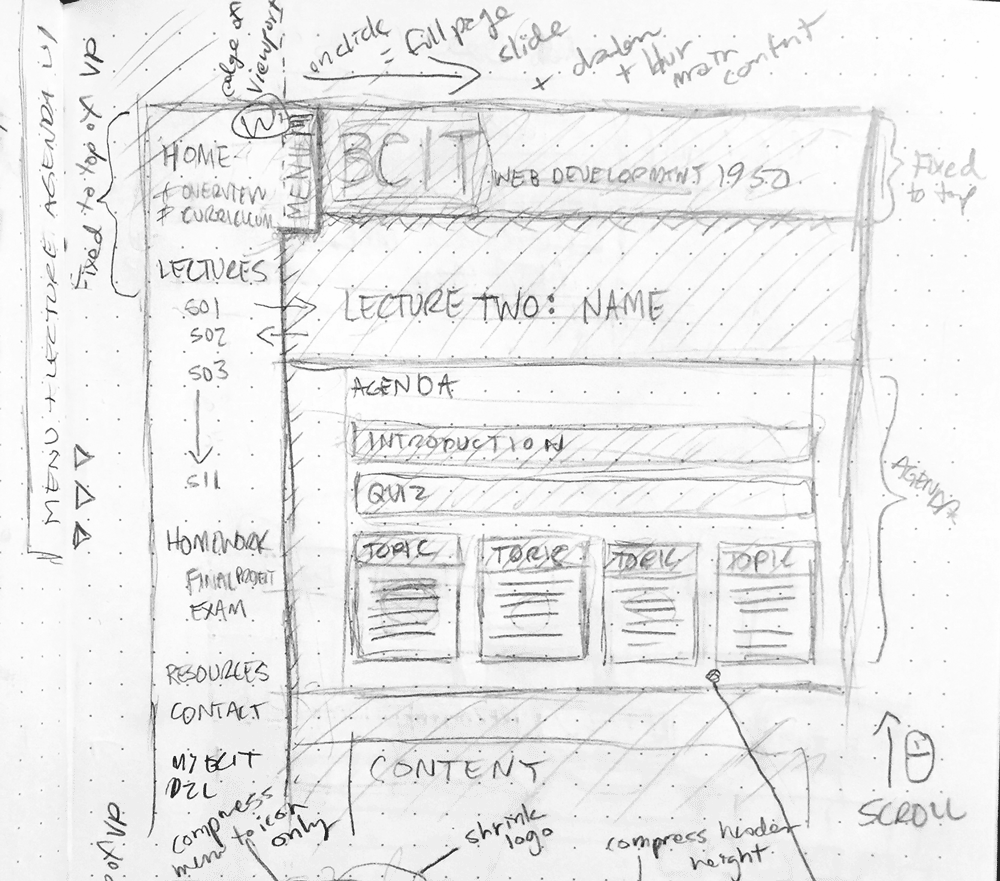 MENU + LECTURE AGENDA UI
Fixed to top of VP
edge of
viewport
on click = full page
slide
+ darken
+ blur
main
content
HOME
# OVERVIEW
# CURRICULUM
LECTURES
S01
S02
S03
S11
HOMEWORK
FINAL PROJECT
EXAM
RESOURCES
CONTACT
MY BCIT
D2L
MENU
BCIT
WEB DEVELOPMENT 1950
Fixed
to top
LECTURE TWO: NAME
AGENDA
INTRODUCTION
QUIZ
TOPIC
TOPIC
TOPIC
TOPIC
AGENDA
CONTENT
SCROLL
compress
menu to icon
only
shrink
logo
compress header
height
of VP